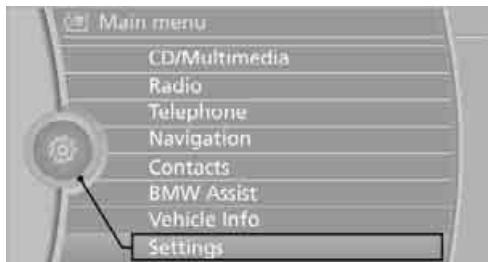 Main menu
CD/Multimedia
Radio
Telephone
Navigation
Contacts
BMW Assist
Vehicle Info
Settings